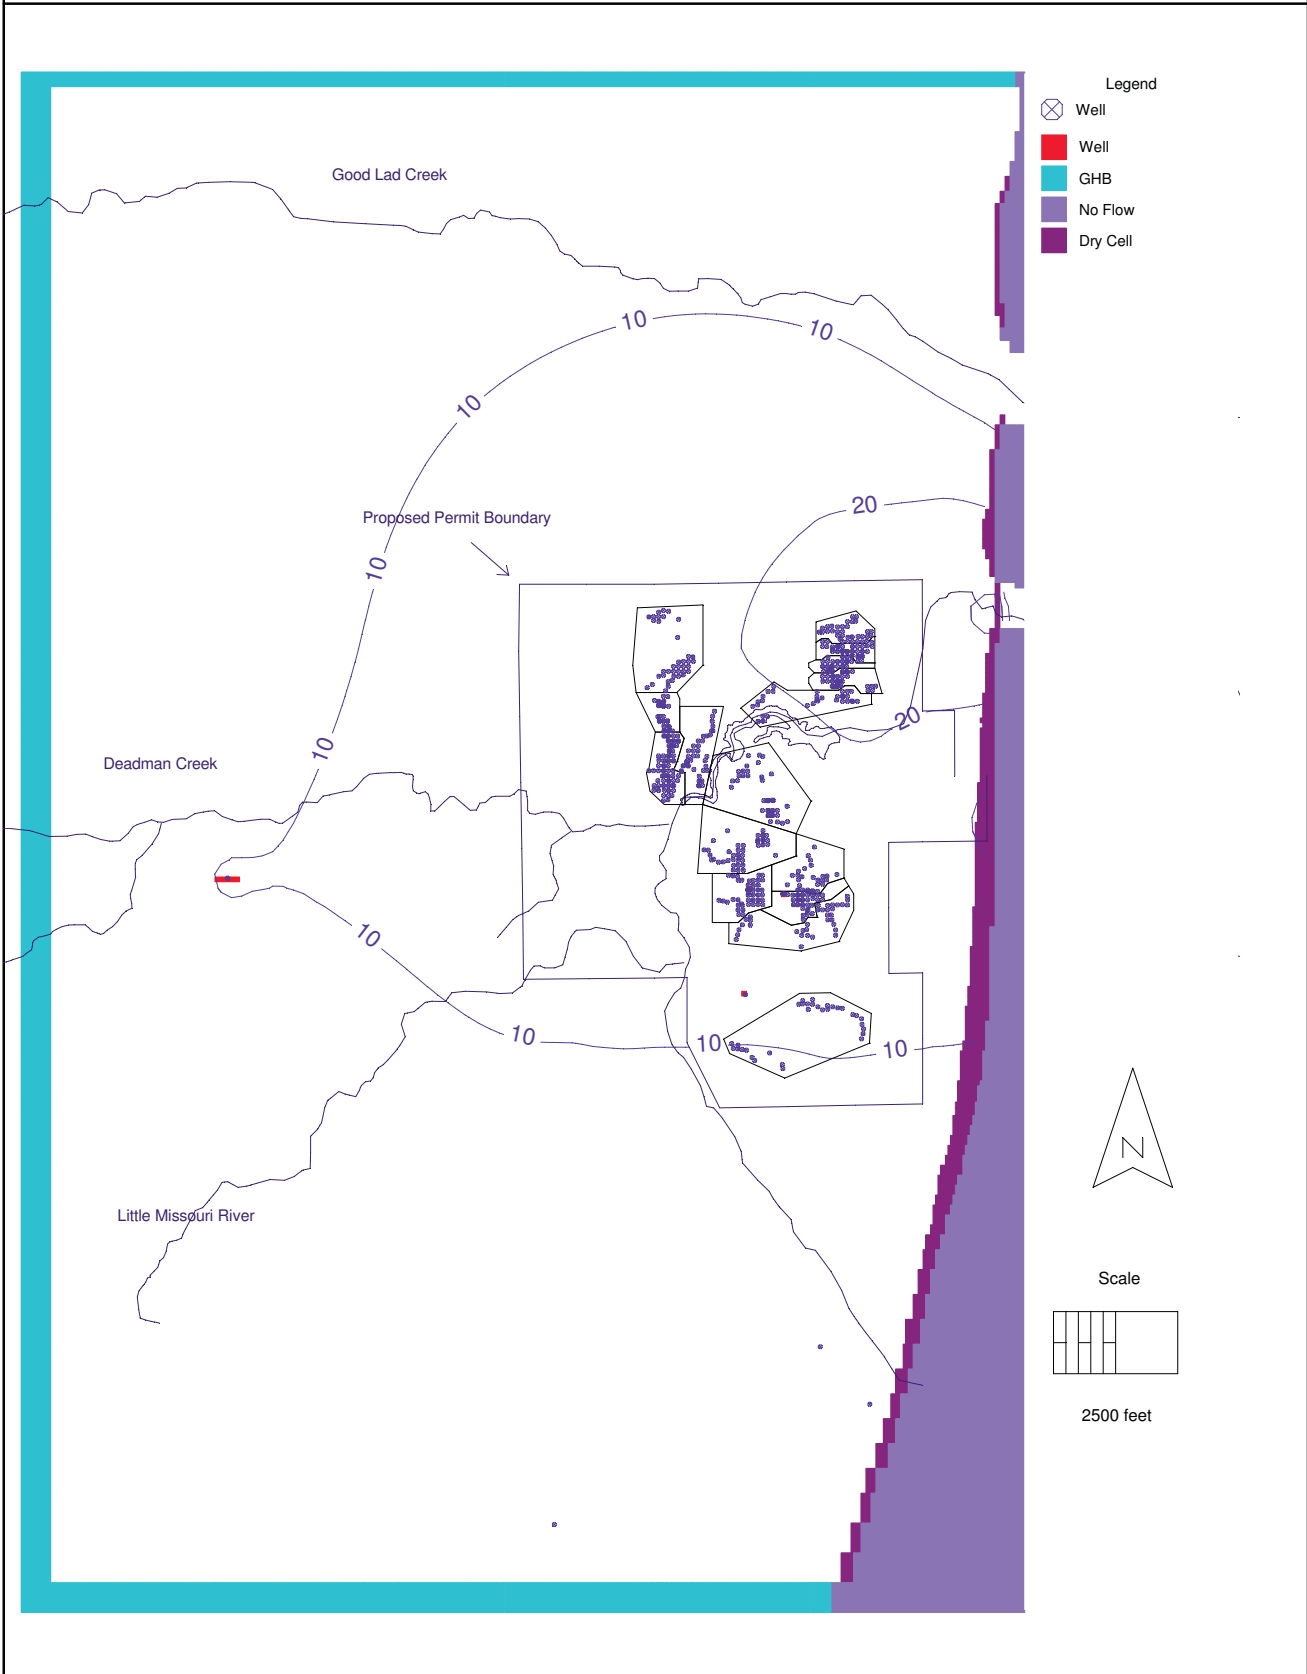 Legend
Well
Well
GHB
No Flow
Dry Cell
Good Lad Creek
10
10
10
20
Proposed Permit Boundary
10
20
10
Deadman Creek
10
10
10
10
Little Missouri River
N
Scale
2500 feet